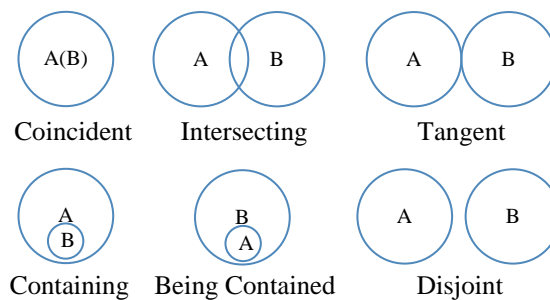 A(B) A B A B
Coincident Intersecting Tangent
A B B A A B
Containing Being Contained Disjoint